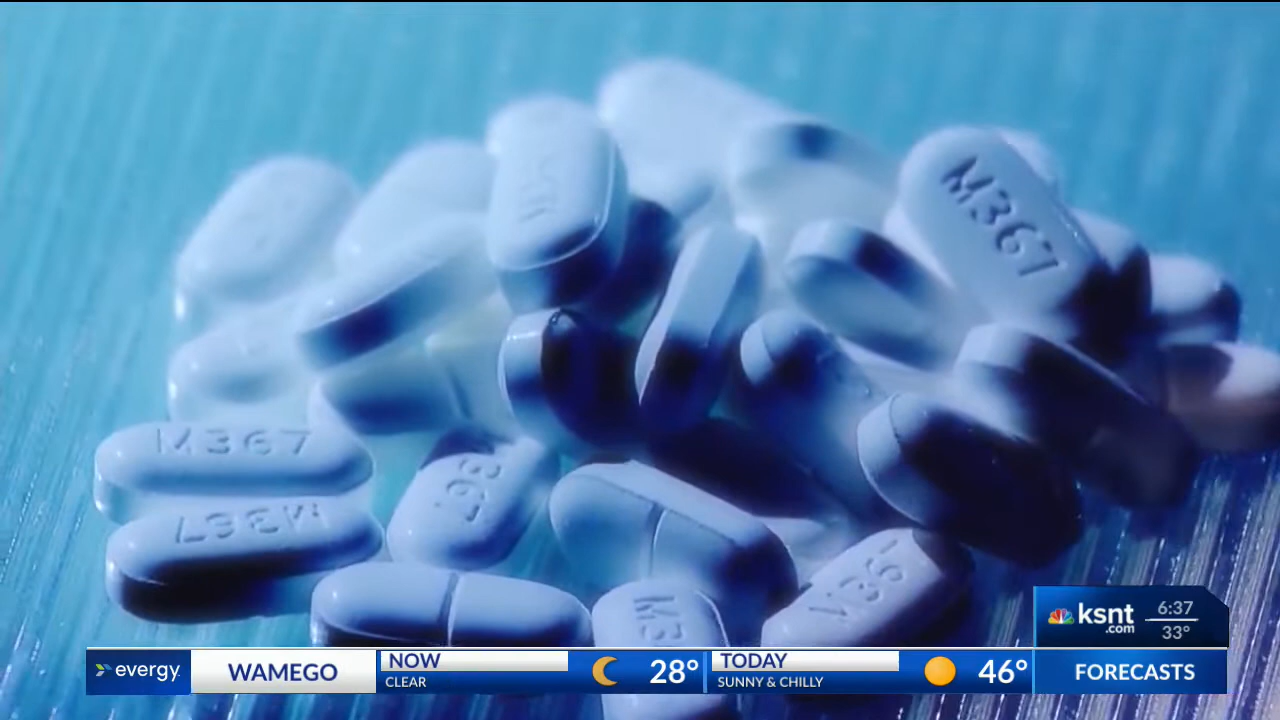 M367
M367
M367
367
M36
M3
ksnt
.com
6:37
33°
evergy
WAMEGO
NOW
CLEAR
28°
TODAY
SUNNY & CHILLY
46°
FORECASTS